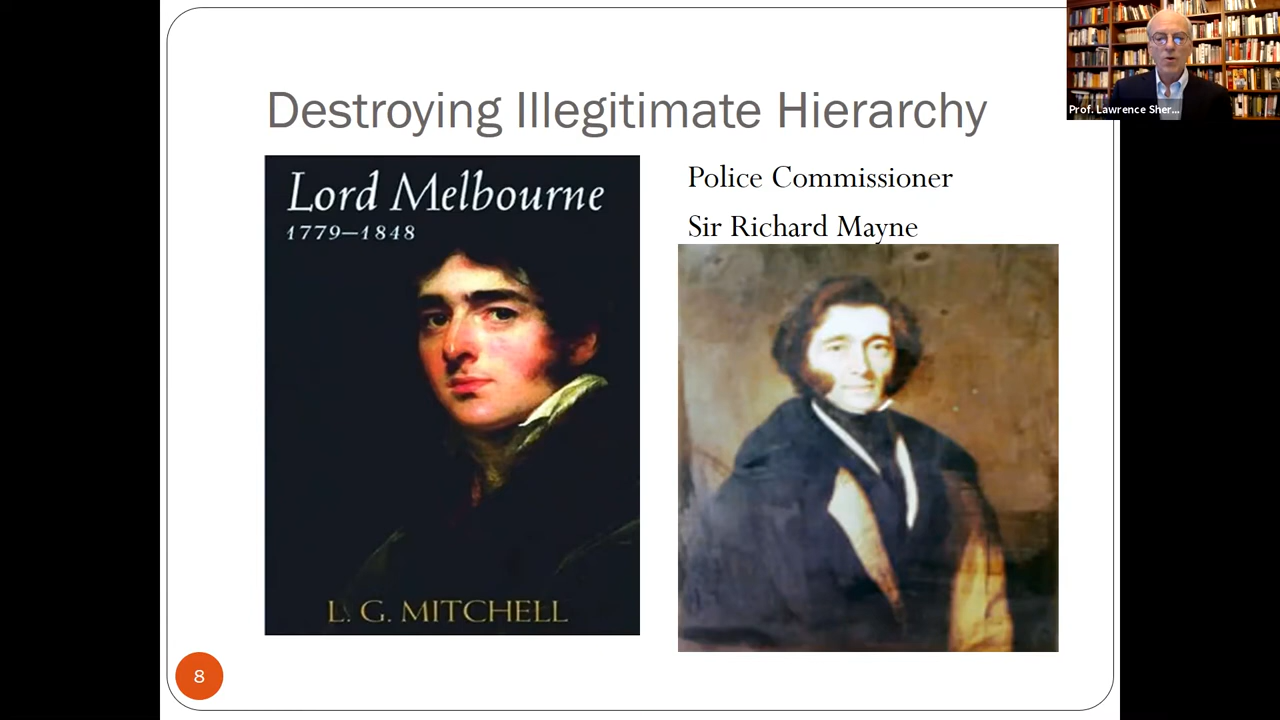 Destroying Illegitimate Hierarchy
Lord Melbourne
1779–1848
L. G. MITCHELL
Police Commissioner
Sir Richard Mayne
8
Prof. Lawrence Sher...